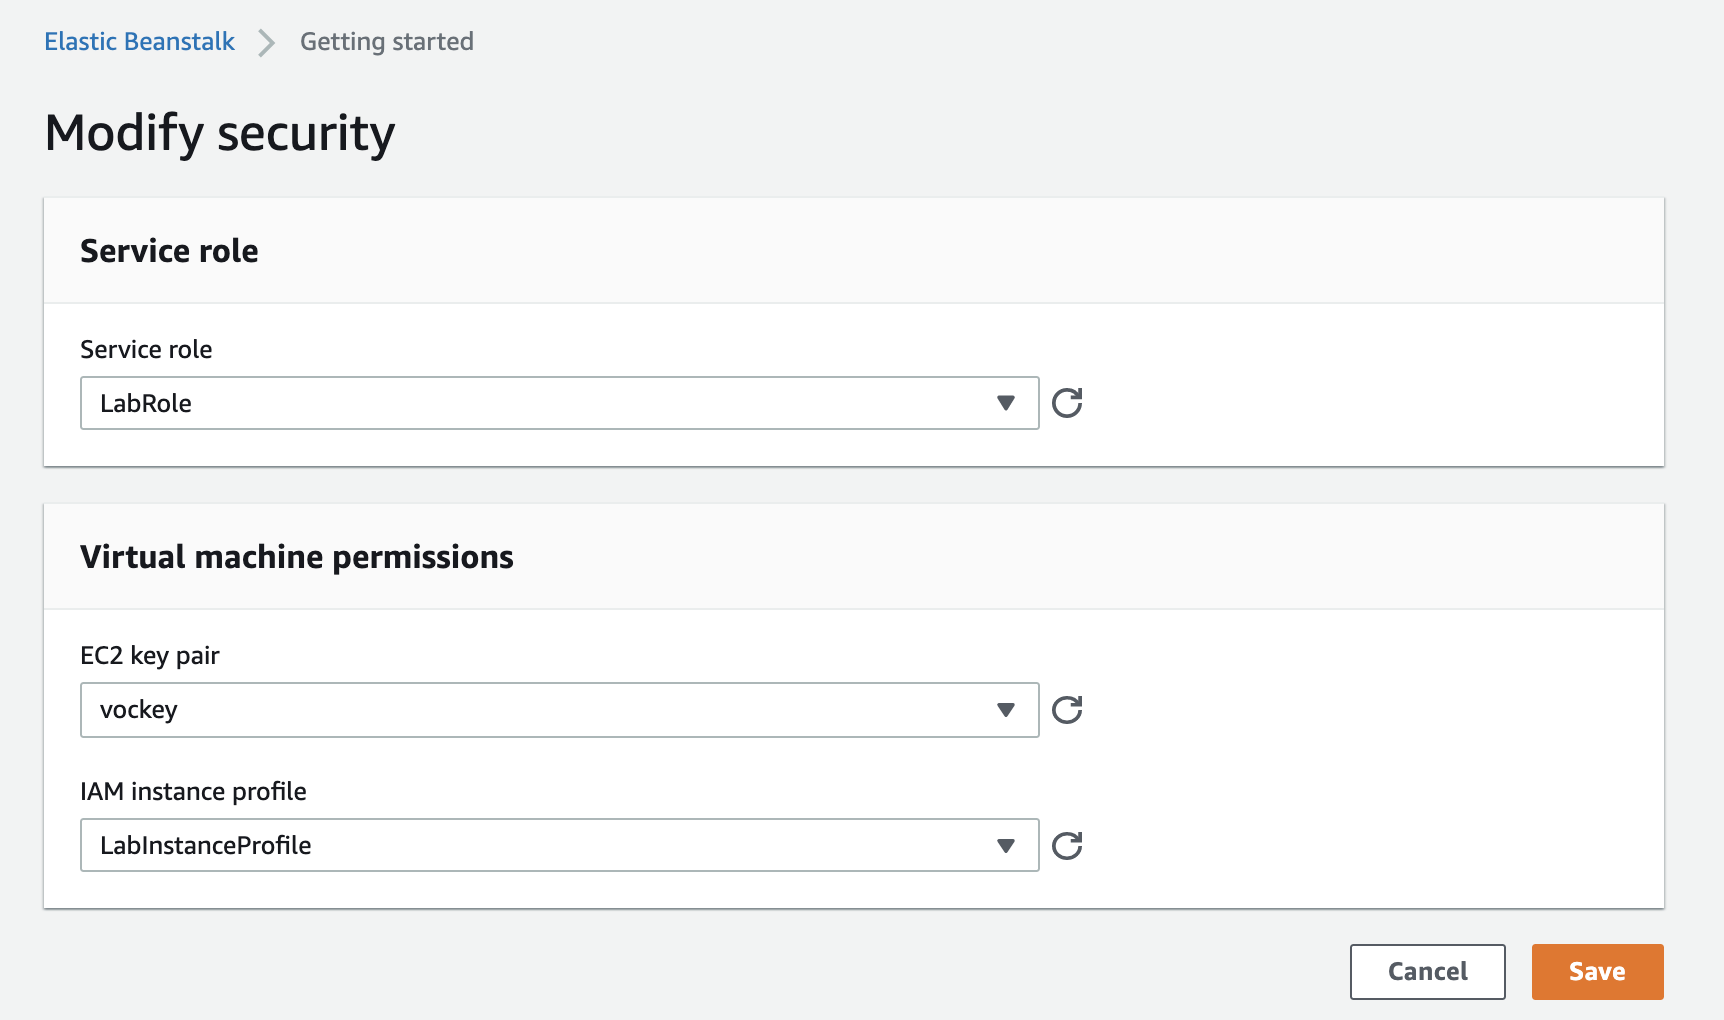 Elastic Beanstalk
Getting started
Modify security
Service role
Service role
LabRole
Virtual machine permissions
EC2 key pair
vockey
IAM instance profile
LabInstanceProfile
Cancel
Save